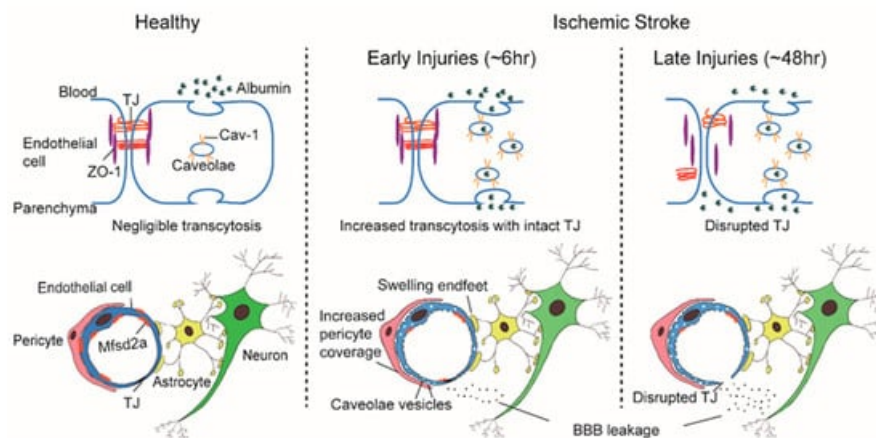 Healthy
Ischemic Stroke
Early Injuries (~6hr)
Late Injuries (~48hr)
Blood
TJ
Albumin
Endothelial
cell
Cav-1
ZO-1
Caveolae
Parenchyma
Negligible transcytosis
Increased transcytosis with intact TJ
Disrupted TJ
Endothelial cell
Pericyte
Mfsd2a
Astrocyte
TJ
Neuron
Swelling endfeet
Increased
pericyte
coverage
Caveolae vesicles
BBB leakage
Disrupted TJ